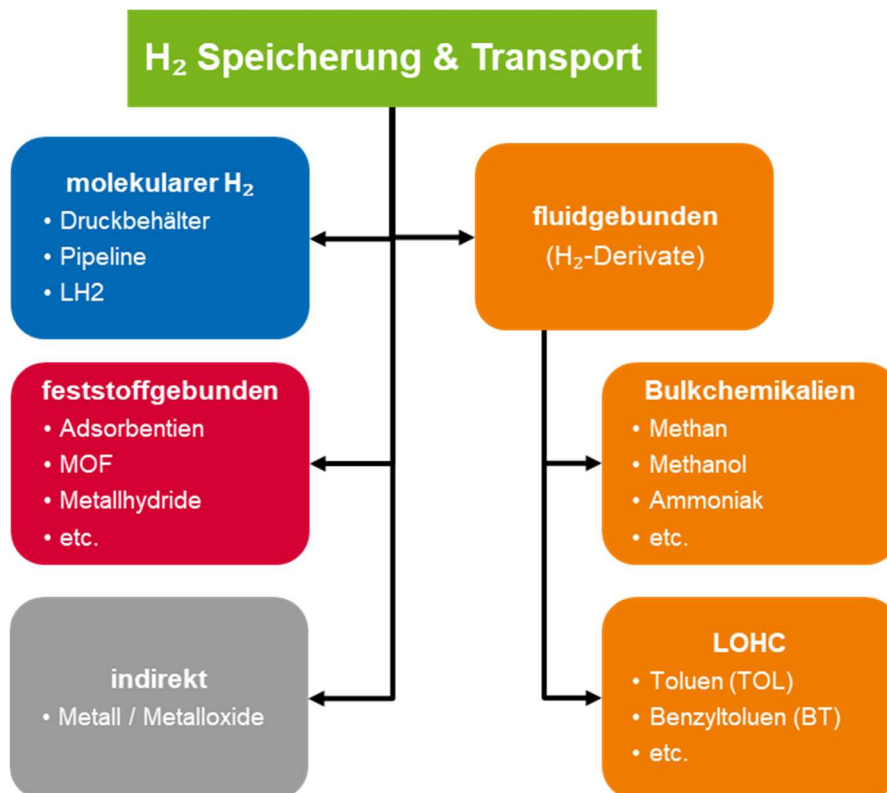 H₂ Speicherung & Transport
molekularer H₂
• Druckbehälter
• Pipeline
• LH2
fluidgebunden
(H₂-Derivate)
feststoffgebunden
• Adsorbentien
• MOF
• Metallhydride
• etc.
Bulkchemikalien
• Methan
• Methanol
• Ammoniak
• etc.
indirekt
• Metall / Metalloxide
LOHC
• Toluen (TOL)
• Benzyltoluen (BT)
• etc.